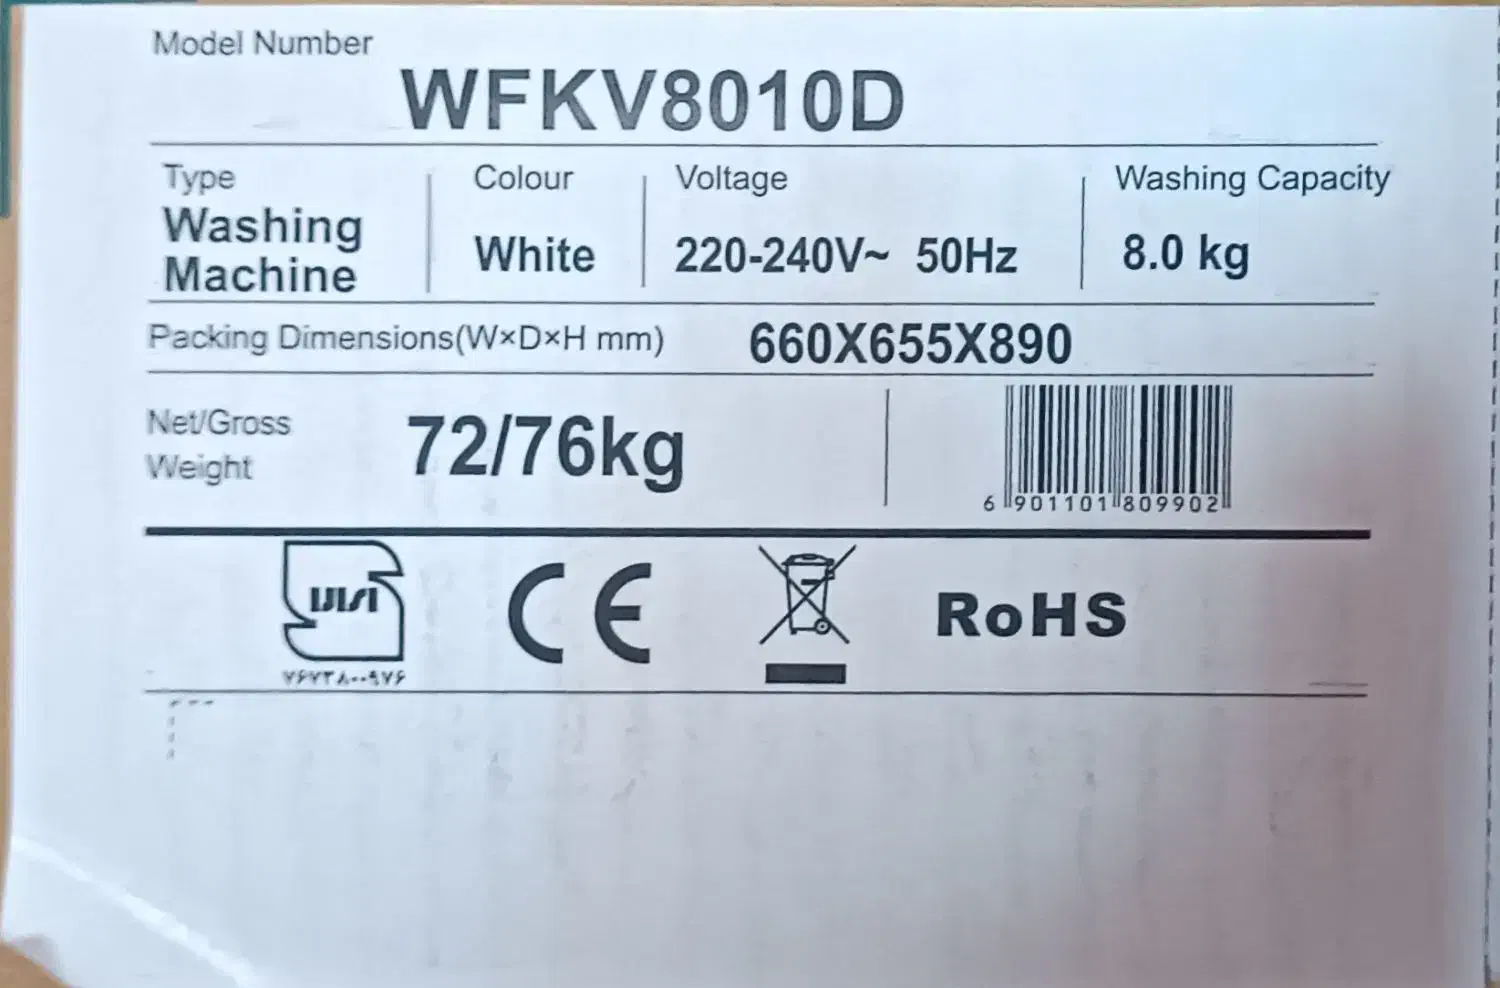 Model Number
WFKV8010D
Type
Washing
Machine
Colour
White
Voltage
220-240V~ 50Hz
Washing Capacity
8.0 kg
Packing Dimensions(W×D×H mm)
660X655X890
Net/Gross
Weight
72/76kg
6 901101 809902
CE
RoHS